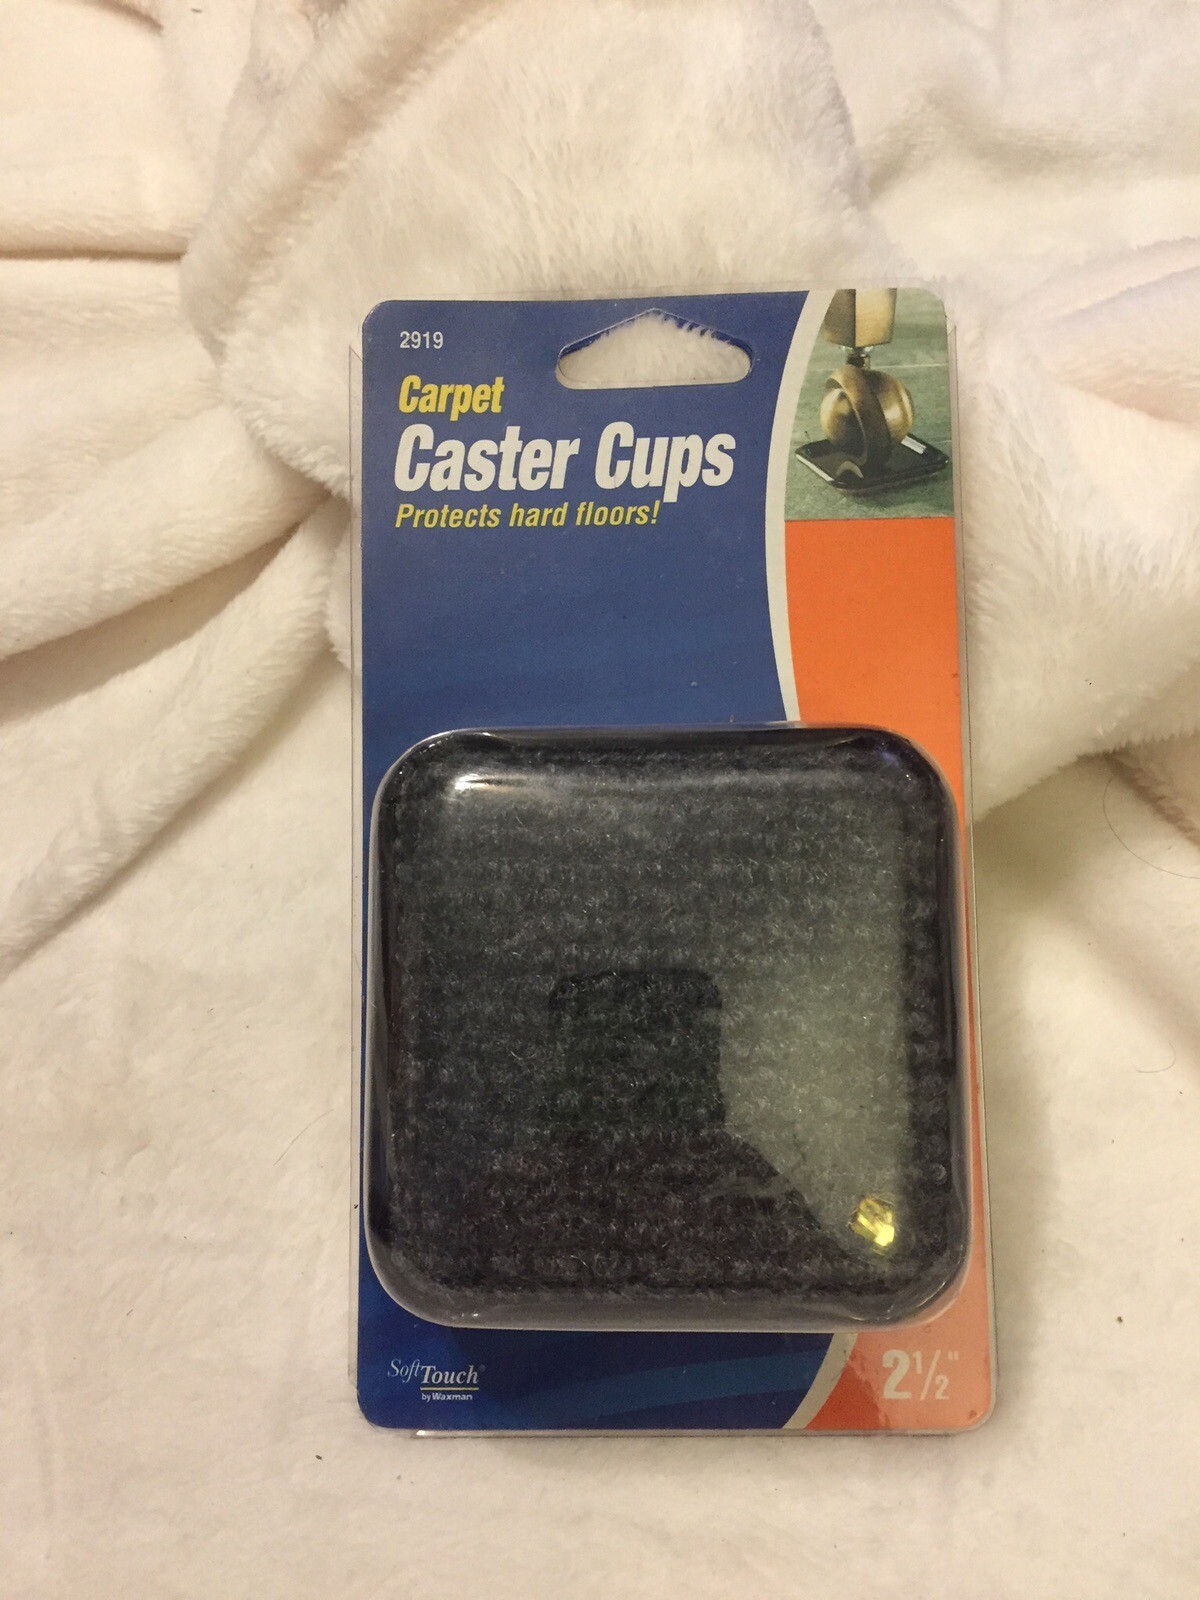 2919
Carpet
Caster Cups
Protects hard floors!
SoftTouch®
by Waxman
2½"